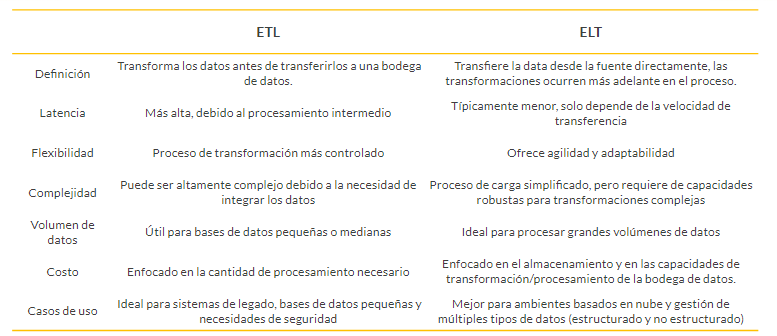 ETL ELT
Definición
Transforma los datos antes de transferirlos a una bodega
de datos.
Transfiere la data desde la fuente directamente, las
transformaciones ocurren más adelante en el proceso.
Latencia
Más alta, debido al procesamiento intermedio
Típicamente menor, solo depende de la velocidad de
transferencia
Flexibilidad
Proceso de transformación más controlado
Ofrece agilidad y adaptabilidad
Complejidad
Puede ser altamente complejo debido a la necesidad de
integrar los datos
Proceso de carga simplificado, pero requiere de capacidades
robustas para transformaciones complejas
Volumen de
datos
Útil para bases de datos pequeñas o medianas
Ideal para procesar grandes volúmenes de datos
Costo
Enfocado en la cantidad de procesamiento necesario
Enfocado en el almacenamiento y en las capacidades de
transformación/procesamiento de la bodega de datos.
Casos de uso
Ideal para sistemas de legado, bases de datos pequeñas y
necesidades de seguridad
Mejor para ambientes basados en nube y gestión de
múltiples tipos de datos (estructurado y no estructurado)